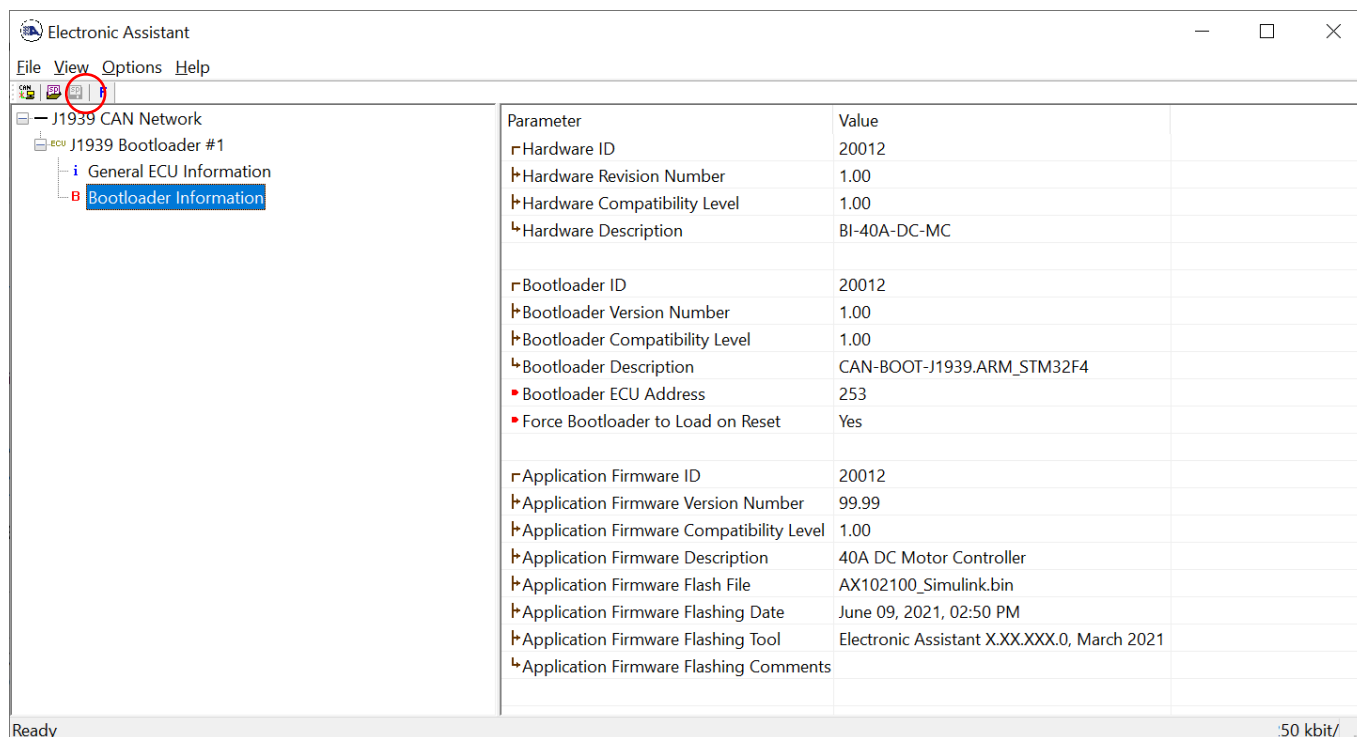 Electronic Assistant
File View Options Help
CAN SP SP F
J1939 CAN Network
ECU J1939 Bootloader #1
i General ECU Information
B Bootloader Information
Parameter Value
Hardware ID 20012
Hardware Revision Number 1.00
Hardware Compatibility Level 1.00
Hardware Description BI-40A-DC-MC
Bootloader ID 20012
Bootloader Version Number 1.00
Bootloader Compatibility Level 1.00
Bootloader Description CAN-BOOT-J1939.ARM_STM32F4
Bootloader ECU Address 253
Force Bootloader to Load on Reset Yes
Application Firmware ID 20012
Application Firmware Version Number 99.99
Application Firmware Compatibility Level 1.00
Application Firmware Description 40A DC Motor Controller
Application Firmware Flash File AX102100_Simulink.bin
Application Firmware Flashing Date June 09, 2021, 02:50 PM
Application Firmware Flashing Tool Electronic Assistant X.XX.XXX.0, March 2021
Application Firmware Flashing Comments
Ready 50 kbit/